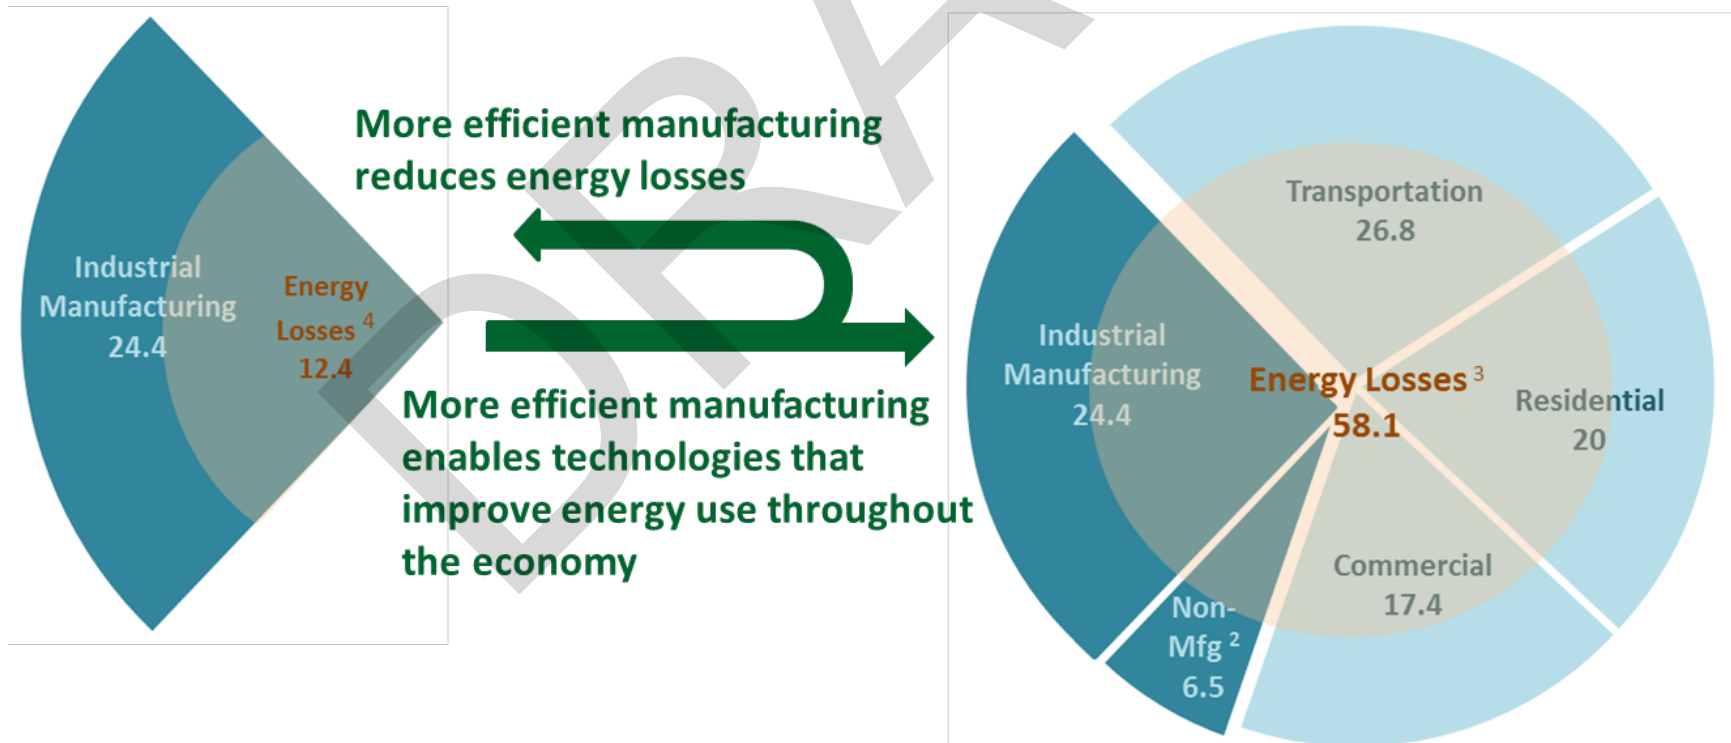 Industrial
Manufacturing
24.4
Energy
Losses 4
12.4
More efficient manufacturing
reduces energy losses
More efficient manufacturing
enables technologies that
improve energy use throughout
the economy
Transportation
26.8
Industrial
Manufacturing
24.4
Energy Losses 3
58.1
Residential
20
Commercial
17.4
Non-
Mfg 2
6.5
DRA